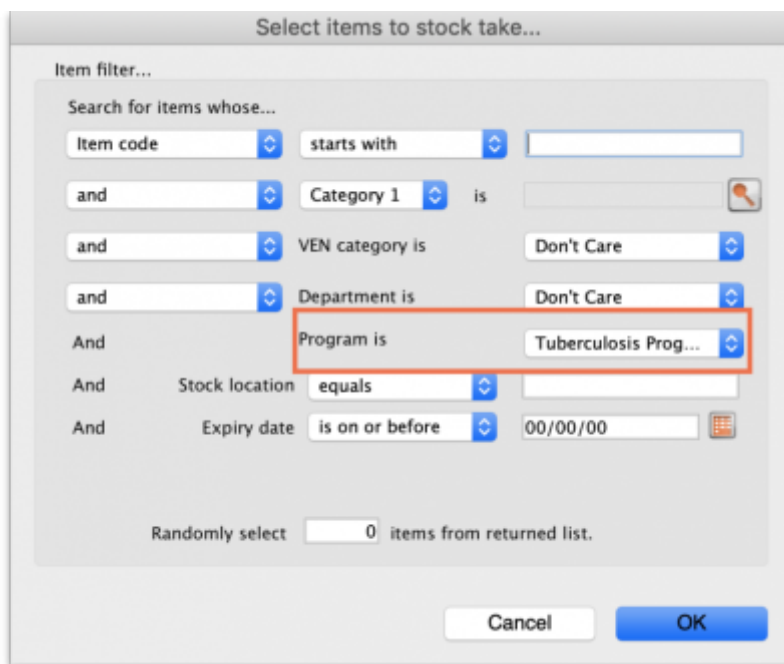 Select items to stock take...
Item filter...
Search for items whose...
Item code starts with
and Category 1 is
and VEN category is Don't Care
and Department is Don't Care
And Program is Tuberculosis Prog...
And Stock location equals
And Expiry date is on or before 00/00/00
Randomly select 0 items from returned list.
Cancel OK